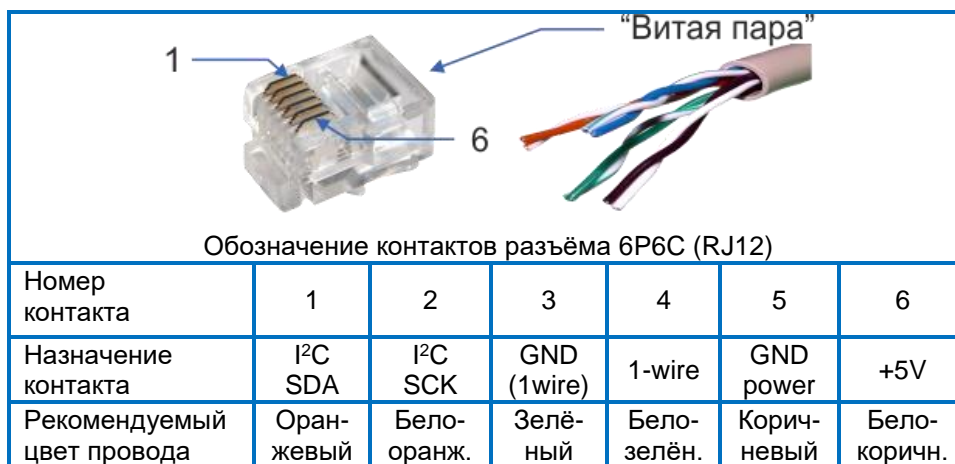 “Витая пара”
1
6
Обозначение контактов разъёма 6P6C (RJ12)
Номер контакта 1 2 3 4 5 6
Назначение контакта I²C SDA I²C SCK GND (1wire) 1-wire GND power +5V
Рекомендуемый цвет провода Оран-жевый Бело-оранж. Зелё-ный Бело-зелён. Корич-невый Бело-коричн.